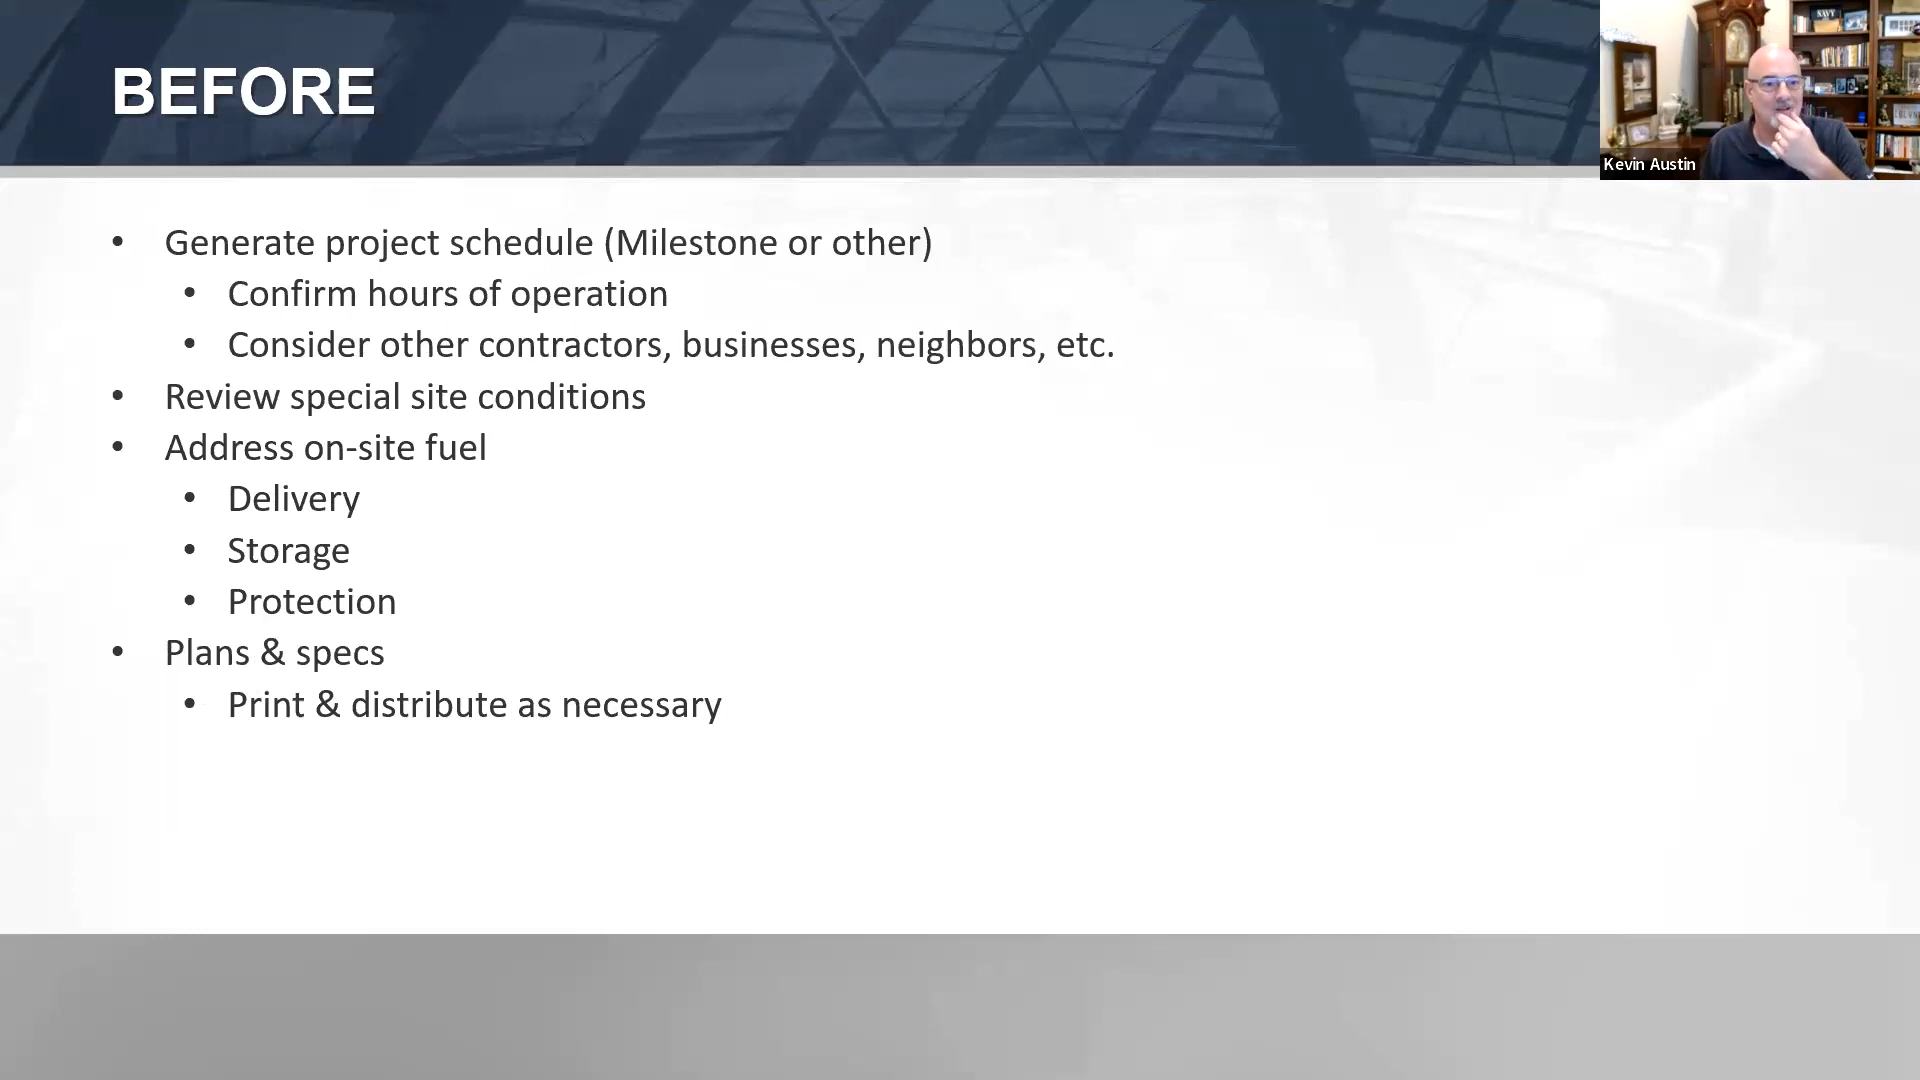 BEFORE
NAVY
Kevin Austin
• Generate project schedule (Milestone or other)
• Confirm hours of operation
• Consider other contractors, businesses, neighbors, etc.
• Review special site conditions
• Address on-site fuel
• Delivery
• Storage
• Protection
• Plans & specs
• Print & distribute as necessary